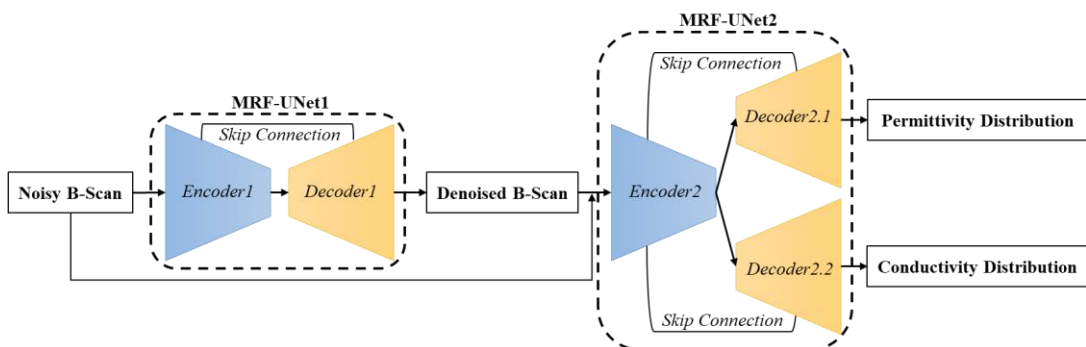 MRF-UNet2
Skip Connection
MRF-UNet1
Skip Connection
Decoder2.1
Permittivity Distribution
Noisy B-Scan
Encoder1
Decoder1
Denoised B-Scan
Encoder2
Decoder2.2
Conductivity Distribution
Skip Connection